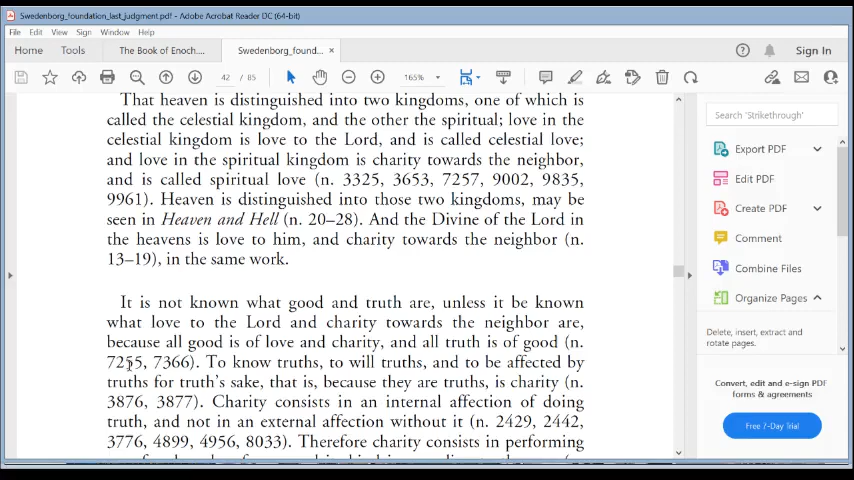 Swedenborg_foundation_last_judgment.pdf - Adobe Acrobat Reader DC (64-bit)
File Edit View Sign Window Help
Home Tools The Book of Enoch.... Swedenborg_found... × Sign In
42 / 85 165%
That heaven is distinguished into two kingdoms, one of which is
called the celestial kingdom, and the other the spiritual; love in the
celestial kingdom is love to the Lord, and is called celestial love;
and love in the spiritual kingdom is charity towards the neighbor,
and is called spiritual love (n. 3325, 3653, 7257, 9002, 9835,
9961). Heaven is distinguished into those two kingdoms, may be
seen in Heaven and Hell (n. 20–28). And the Divine of the Lord in
the heavens is love to him, and charity towards the neighbor (n.
13–19), in the same work.
It is not known what good and truth are, unless it be known
what love to the Lord and charity towards the neighbor are,
because all good is of love and charity, and all truth is of good (n.
7255, 7366). To know truths, to will truths, and to be affected by
truths for truth's sake, that is, because they are truths, is charity (n.
3876, 3877). Charity consists in an internal affection of doing
truth, and not in an external affection without it (n. 2429, 2442,
3776, 4899, 4956, 8033). Therefore charity consists in performing
Search 'Strikethrough'
Export PDF
Edit PDF
Create PDF
Comment
Combine Files
Organize Pages
Delete, insert, extract and
rotate pages.
Convert, edit and e-sign PDF
forms & agreements
Free 7-Day Trial